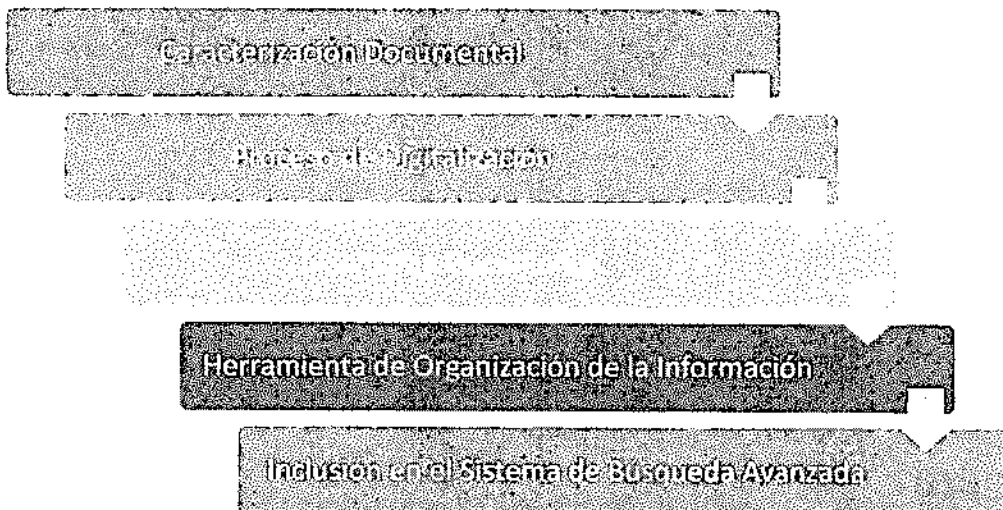 Caracterización Documental
Proceso de Digitalización
Herramienta de Organización de la Información
Inclusión en el Sistema de Búsqueda Avanzada